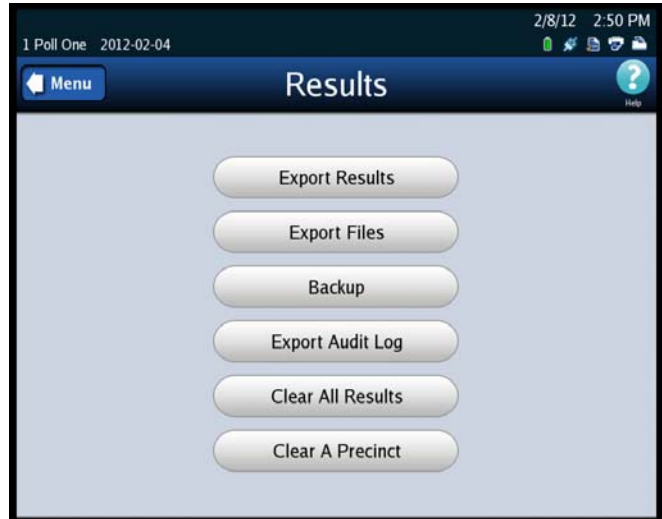 2/8/12 2:50 PM
1 Poll One 2012-02-04
Menu
Results
Help
Export Results
Export Files
Backup
Export Audit Log
Clear All Results
Clear A Precinct